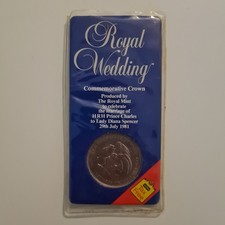 Royal
Wedding
Commemorative Crown
Produced by
The Royal Mint
to celebrate
the marriage of
H.R.H Prince Charles
to Lady Diana Spencer
29th July 1981